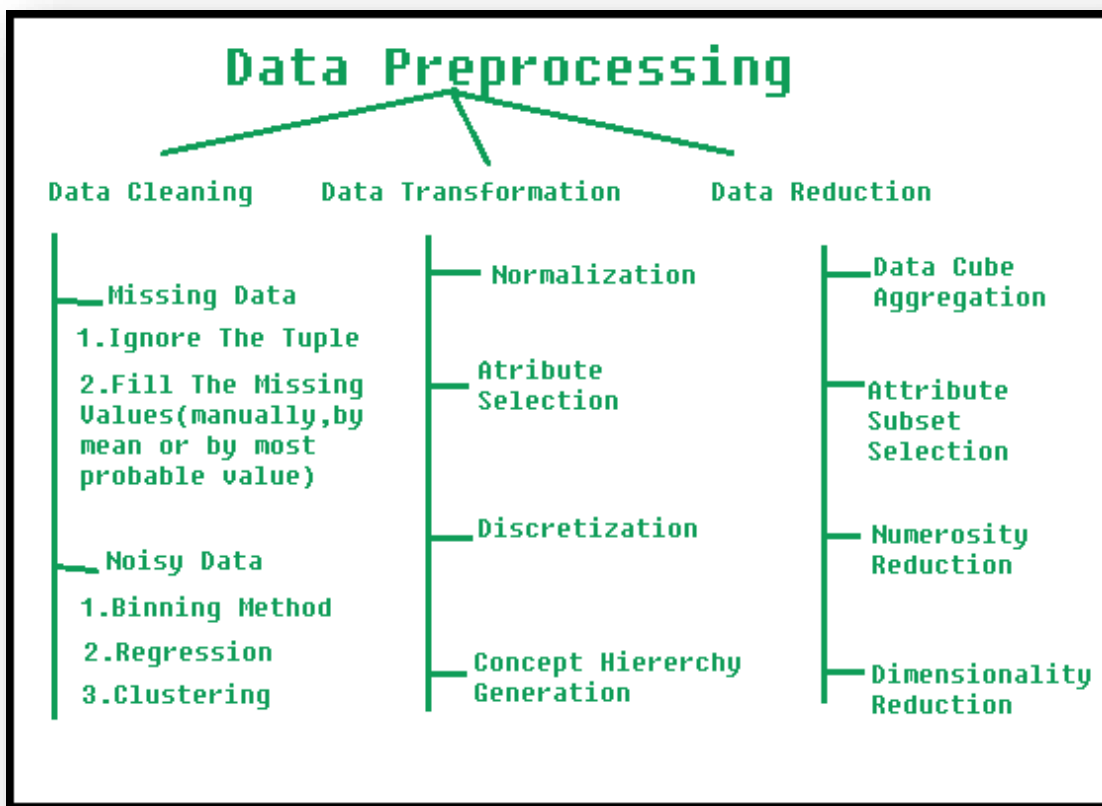 Data Preprocessing
Data Cleaning
Missing Data
1.Ignore The Tuple
2.Fill The Missing
Values(manually,by
mean or by most
probable value)
Noisy Data
1.Binning Method
2.Regression
3.Clustering
Data Transformation
Normalization
Atribute
Selection
Discretization
Concept Hiererchy
Generation
Data Reduction
Data Cube
Aggregation
Attribute
Subset
Selection
Numerosity
Reduction
Dimensionality
Reduction